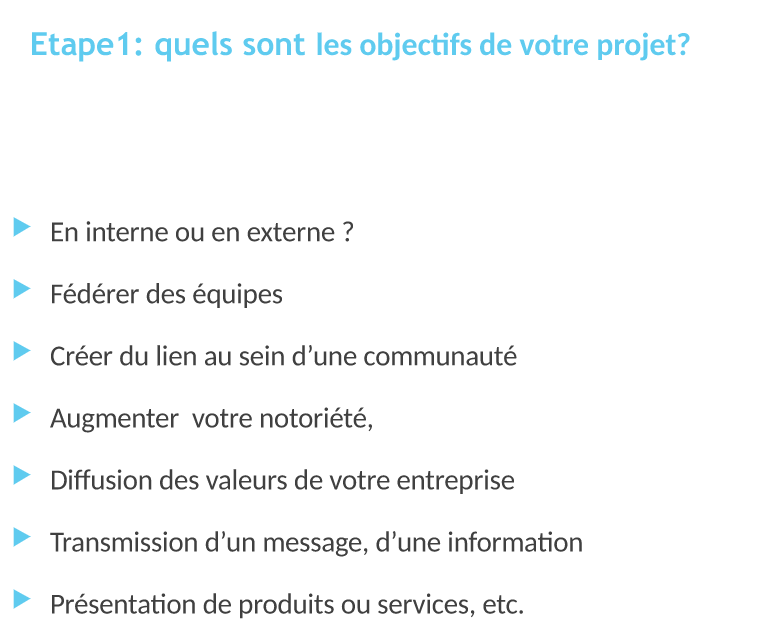 Etape1: quels sont les objectifs de votre projet?
En interne ou en externe ?
Fédérer des équipes
Créer du lien au sein d’une communauté
Augmenter  votre notoriété,
Diffusion des valeurs de votre entreprise
Transmission d’un message, d’une information
Présentation de produits ou services, etc.